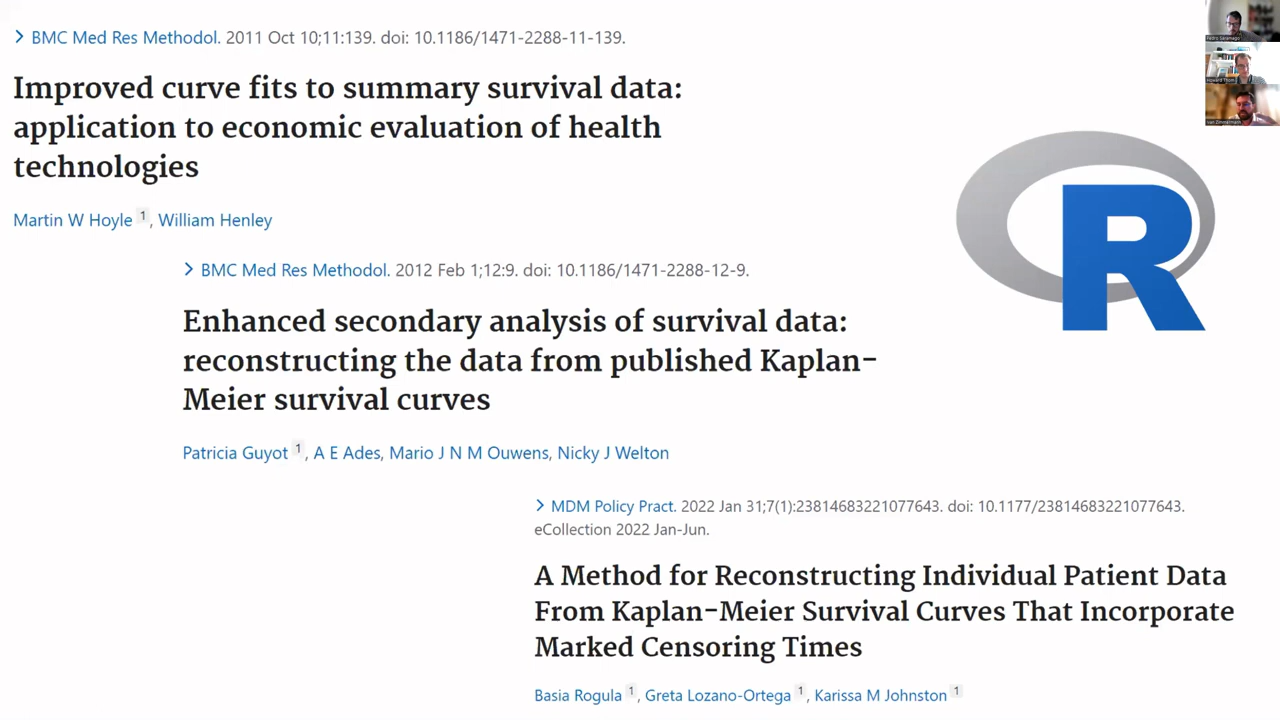 > BMC Med Res Methodol. 2011 Oct 10;11:139. doi: 10.1186/1471-2288-11-139.
Improved curve fits to summary survival data:
application to economic evaluation of health
technologies
Martin W Hoyle 1, William Henley
> BMC Med Res Methodol. 2012 Feb 1;12:9. doi: 10.1186/1471-2288-12-9.
Enhanced secondary analysis of survival data:
reconstructing the data from published Kaplan-
Meier survival curves
Patricia Guyot 1, A E Ades, Mario J N M Ouwens, Nicky J Welton
> MDM Policy Pract. 2022 Jan 31;7(1):23814683221077643. doi: 10.1177/23814683221077643.
eCollection 2022 Jan-Jun.
A Method for Reconstructing Individual Patient Data
From Kaplan-Meier Survival Curves That Incorporate
Marked Censoring Times
Basia Rogula 1, Greta Lozano-Ortega 1, Karissa M Johnston 1
R
Howard Thom